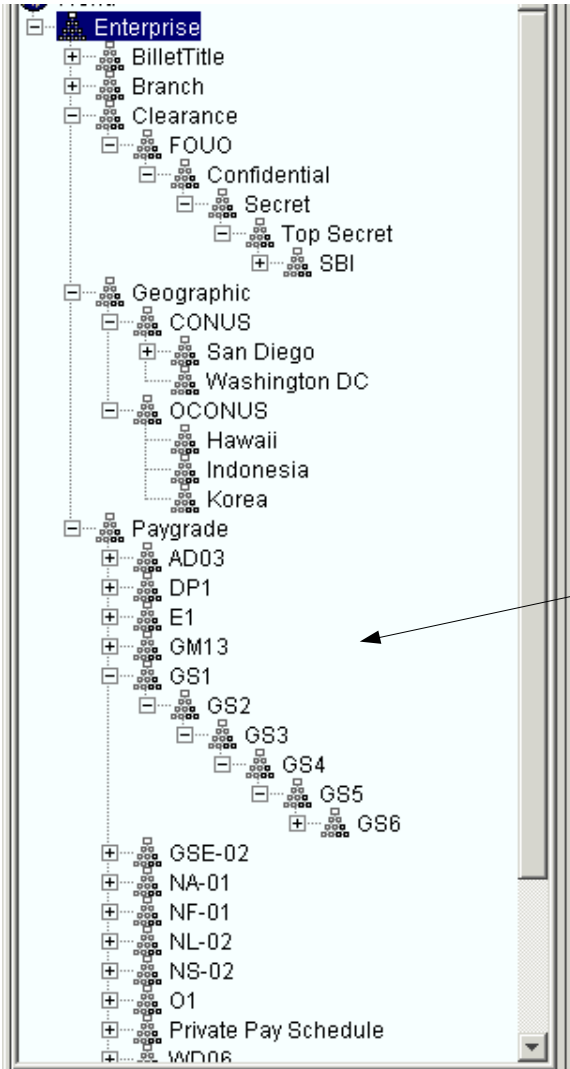 Enterprise
BilletTitle
Branch
Clearance
FOUO
Confidential
Secret
Top Secret
SBI
Geographic
CONUS
San Diego
Washington DC
OCONUS
Hawaii
Indonesia
Korea
Paygrade
AD03
DP1
E1
GM13
GS1
GS2
GS3
GS4
GS5
GS6
GSE-02
NA-01
NF-01
NL-02
NS-02
O1
Private Pay Schedule
WD06